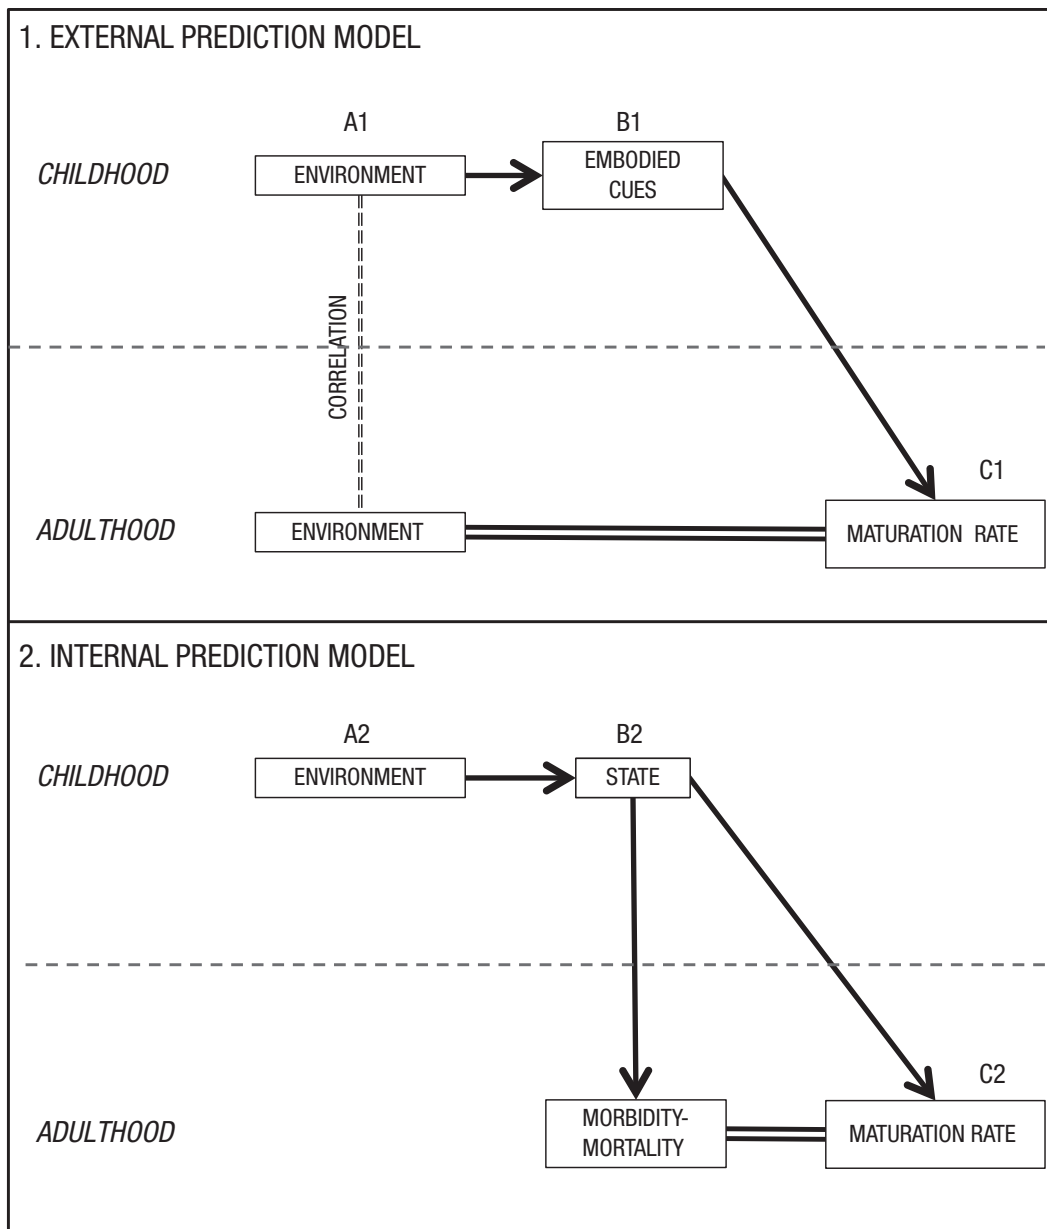 1. EXTERNAL PREDICTION MODEL
A1
B1
CHILDHOOD
ENVIRONMENT
EMBODIED
CUES
CORRELATION
C1
ADULTHOOD
ENVIRONMENT
MATURATION RATE
2. INTERNAL PREDICTION MODEL
A2
B2
CHILDHOOD
ENVIRONMENT
STATE
C2
ADULTHOOD
MORBIDITY-
MORTALITY
MATURATION RATE